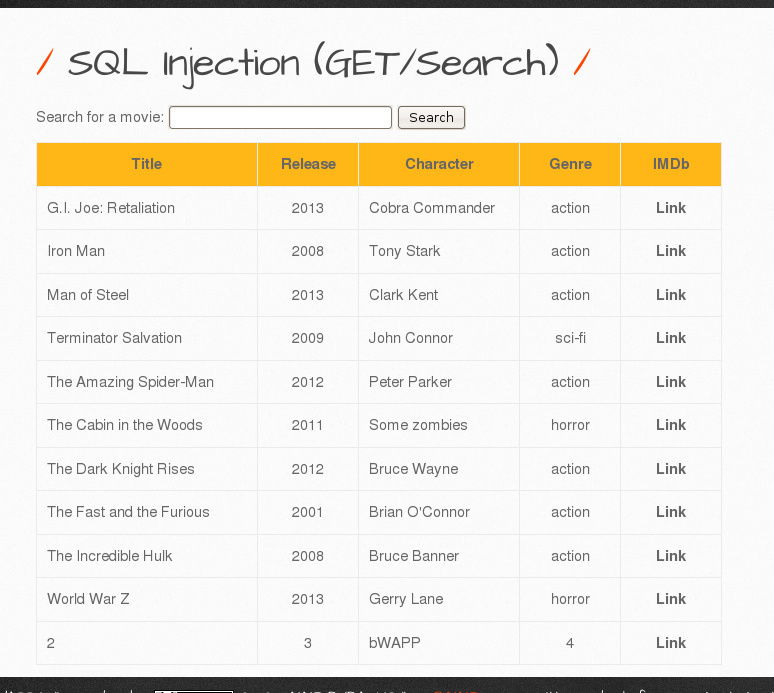 / SQL Injection (GET/Search) /
Search for a movie: Search
Title Release Character Genre IMDb
G.I. Joe: Retaliation 2013 Cobra Commander action Link
Iron Man 2008 Tony Stark action Link
Man of Steel 2013 Clark Kent action Link
Terminator Salvation 2009 John Connor sci-fi Link
The Amazing Spider-Man 2012 Peter Parker action Link
The Cabin in the Woods 2011 Some zombies horror Link
The Dark Knight Rises 2012 Bruce Wayne action Link
The Fast and the Furious 2001 Brian O'Connor action Link
The Incredible Hulk 2008 Bruce Banner action Link
World War Z 2013 Gerry Lane horror Link
2 3 bWAPP 4 Link